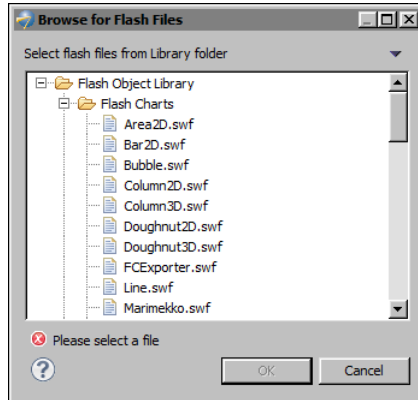 Browse for Flash Files
Select flash files from Library folder
Flash Object Library
Flash Charts
Area2D.swf
Bar2D.swf
Bubble.swf
Column2D.swf
Column3D.swf
Doughnut2D.swf
Doughnut3D.swf
FCExporter.swf
Line.swf
Marimekko.swf
Please select a file
? OK Cancel